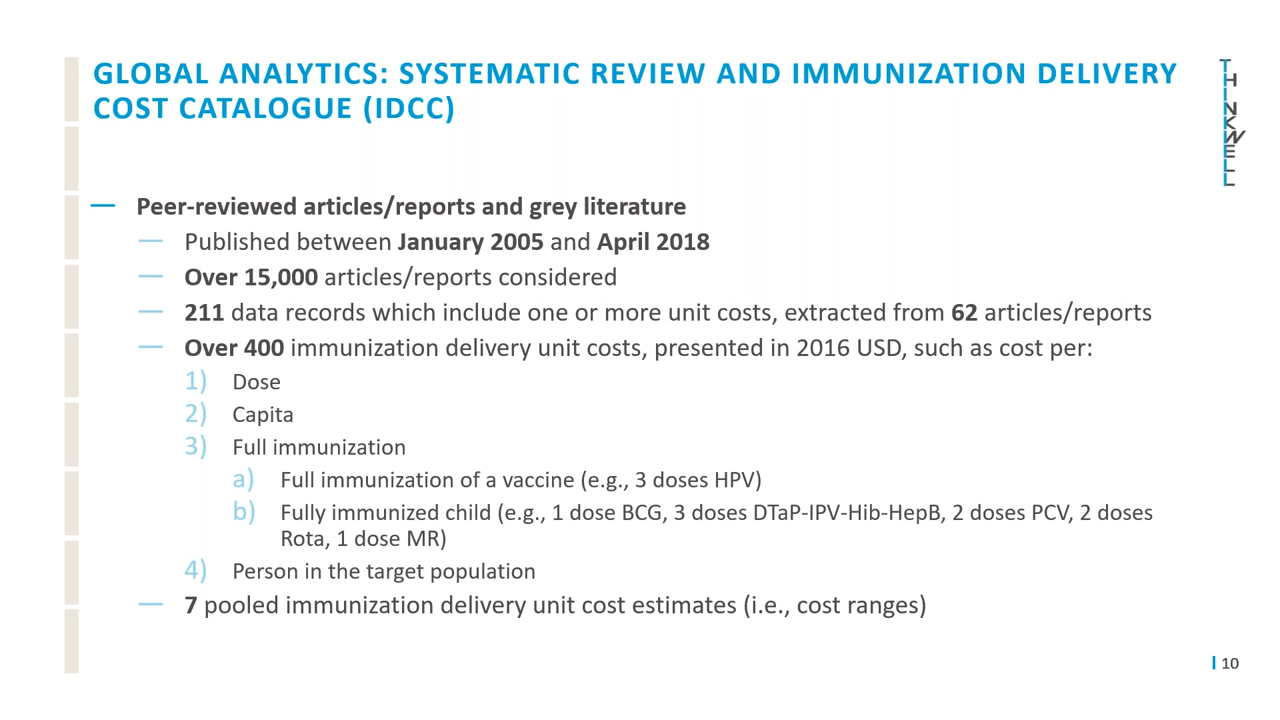 GLOBAL ANALYTICS: SYSTEMATIC REVIEW AND IMMUNIZATION DELIVERY
COST CATALOGUE (IDCC)
THINKWELL
— Peer-reviewed articles/reports and grey literature
— Published between January 2005 and April 2018
— Over 15,000 articles/reports considered
— 211 data records which include one or more unit costs, extracted from 62 articles/reports
— Over 400 immunization delivery unit costs, presented in 2016 USD, such as cost per:
1) Dose
2) Capita
3) Full immunization
a) Full immunization of a vaccine (e.g., 3 doses HPV)
b) Fully immunized child (e.g., 1 dose BCG, 3 doses DTaP-IPV-Hib-HepB, 2 doses PCV, 2 doses
Rota, 1 dose MR)
4) Person in the target population
— 7 pooled immunization delivery unit cost estimates (i.e., cost ranges)
10